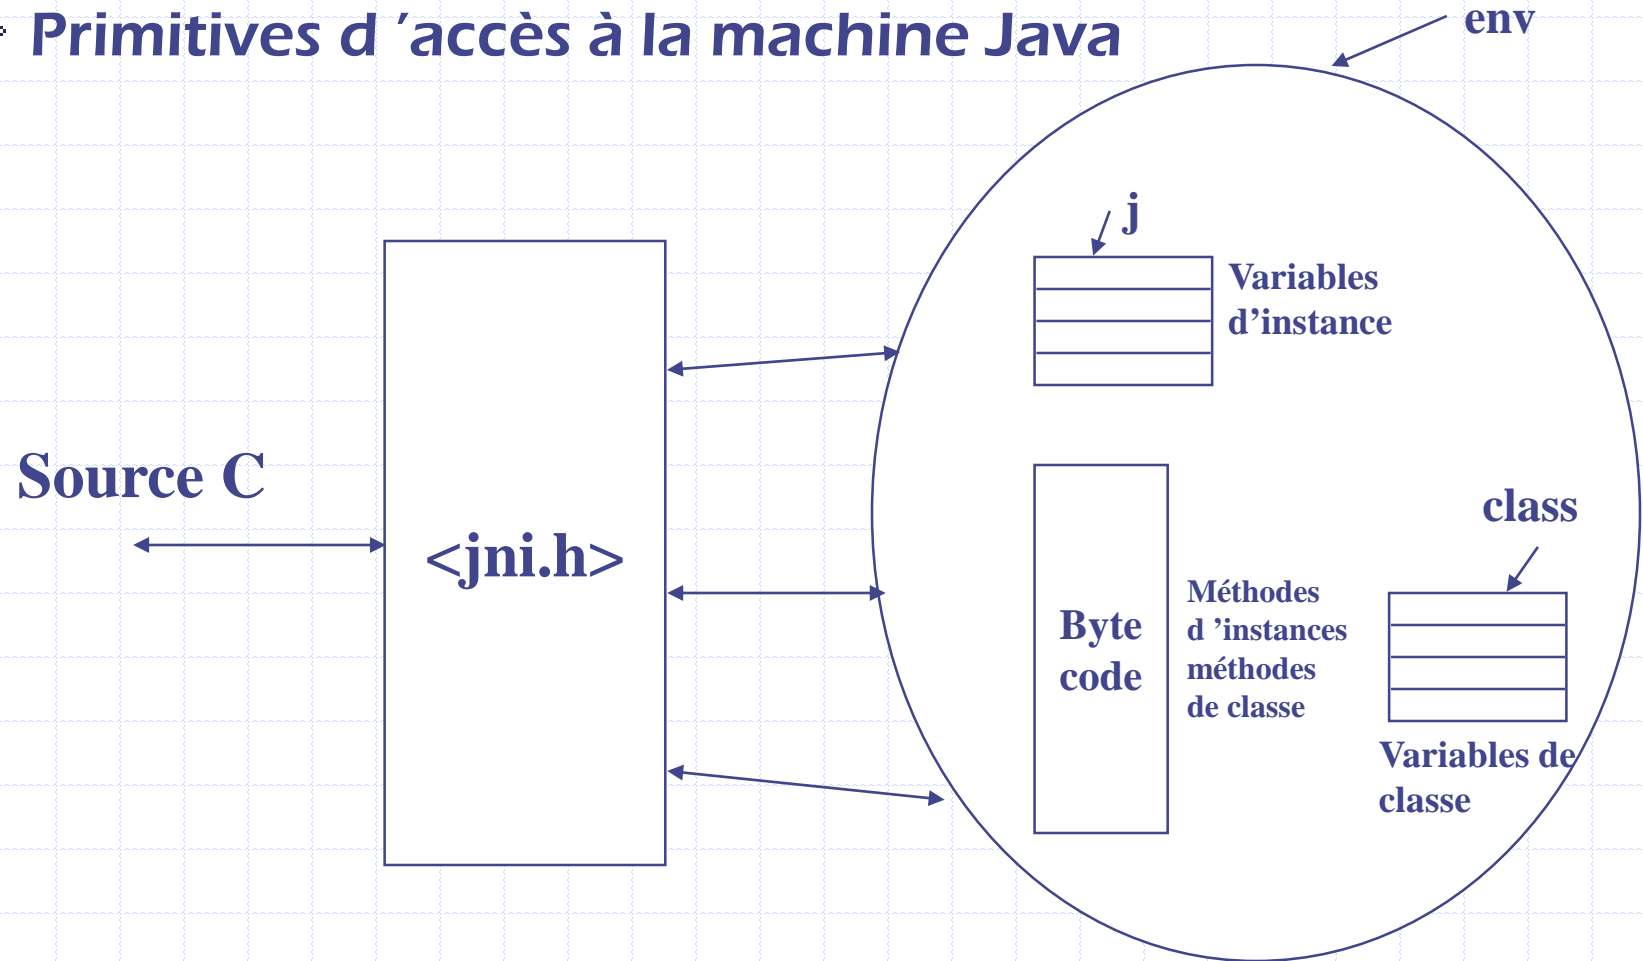 Primitives d ’accès à la machine Java
env
j
Variables
d’instance
Source C
<jni.h>
class
Byte
code
Méthodes
d ’instances
méthodes
de classe
Variables de
classe